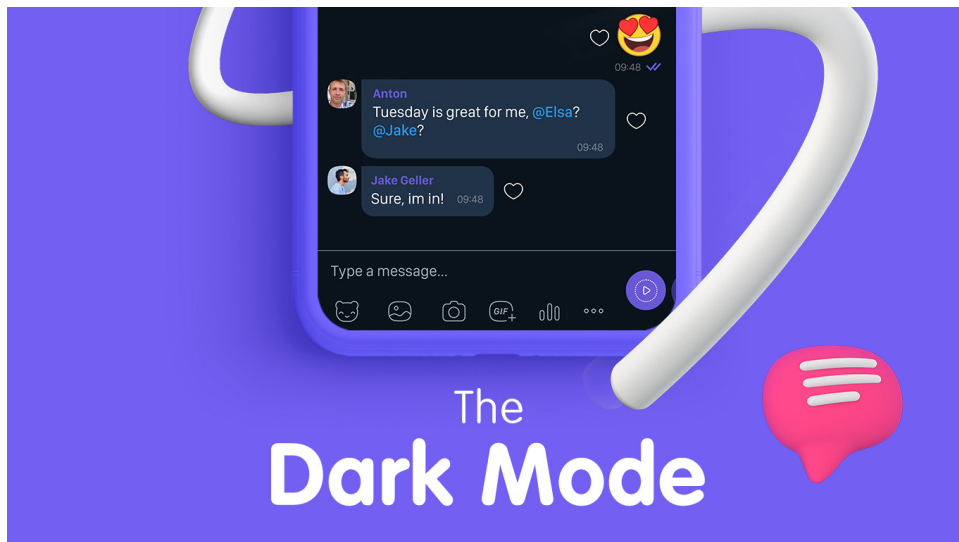 09:48
Anton
Tuesday is great for me, @Elsa?
@Jake?
09:48
Jake Geller
Sure, im in! 09:48
Type a message...
GIF
The
Dark Mode